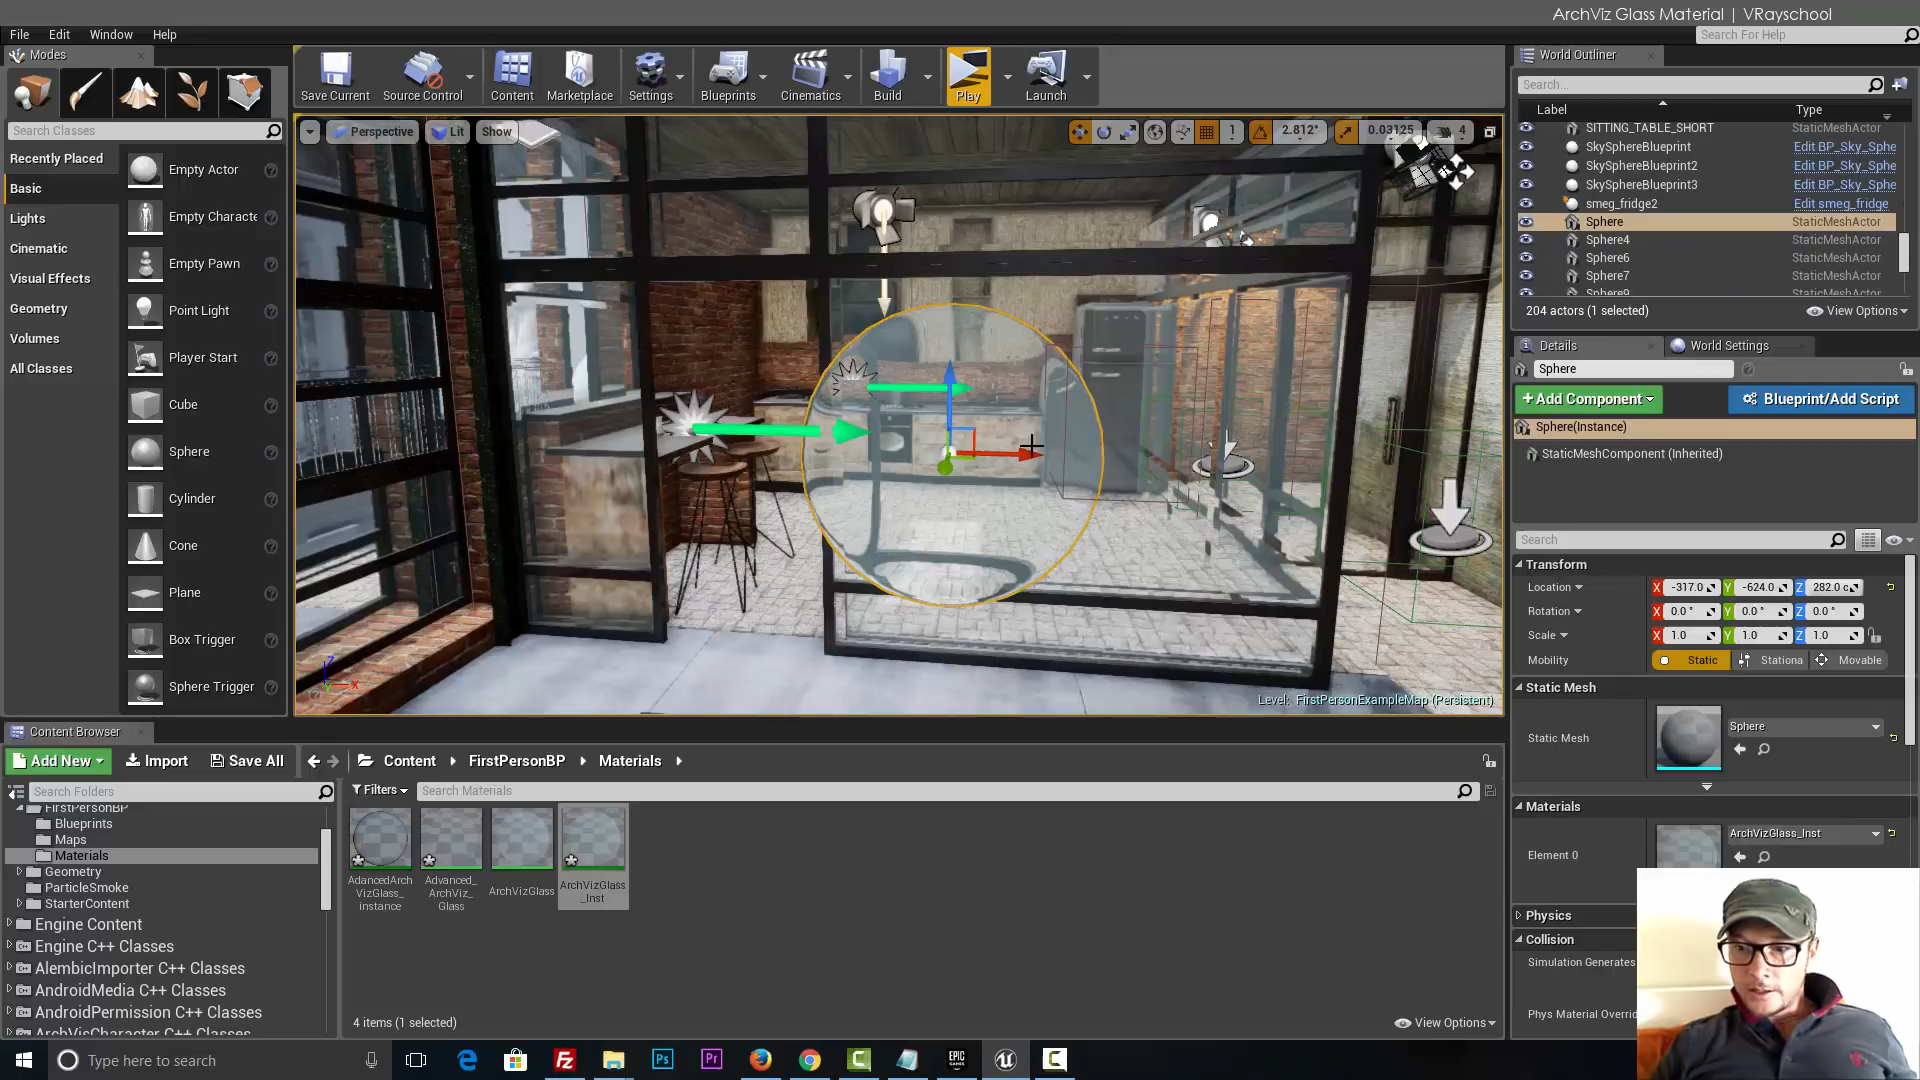 ArchViz Glass Material | VRayschool
File Edit Window Help
Search For Help
Modes
Save Current Source Control Content Marketplace Settings Blueprints Cinematics Build Play Launch
Search Classes
Recently Placed
Basic
Lights
Cinematic
Visual Effects
Geometry
Volumes
All Classes
Empty Actor
Empty Characte
Empty Pawn
Point Light
Player Start
Cube
Sphere
Cylinder
Cone
Plane
Box Trigger
Sphere Trigger
Perspective Lit Show
2.812° 0.03125 4
Level: FirstPersonExampleMap (Persistent)
World Outliner
Search...
Label Type
SITTING_TABLE_SHORT StaticMeshActor
SkySphereBlueprint Edit BP_Sky_Sphe
SkySphereBlueprint2 Edit BP_Sky_Sphe
SkySphereBlueprint3 Edit BP_Sky_Sphe
smeg_fridge2 Edit smeg_fridge
Sphere StaticMeshActor
Sphere4 StaticMeshActor
Sphere6 StaticMeshActor
Sphere7 StaticMeshActor
Sphere9
204 actors (1 selected) View Options
Details World Settings
Sphere
+Add Component Blueprint/Add Script
Sphere(Instance)
StaticMeshComponent (Inherited)
Search
Transform
Location X -317.0 Y -624.0 Z 282.0 c
Rotation X 0.0 ° Y 0.0 ° Z 0.0 °
Scale X 1.0 Y 1.0 Z 1.0
Mobility Static Stationa Movable
Static Mesh
Static Mesh Sphere
Materials
Element 0 ArchVizGlass_Inst
Physics
Collision
Simulation Generates
Phys Material Overrid
Content Browser
Add New Import Save All Content FirstPersonBP Materials
Search Folders
Filters Search Materials
FirstPersonBP
Blueprints
Maps
Materials
Geometry
ParticleSmoke
StarterContent
Engine Content
Engine C++ Classes
AlembicImporter C++ Classes
AndroidMedia C++ Classes
AndroidPermission C++ Classes
ArchVisCharacter C++ Classes
AdancedArch
VizGlass_
instance
Advanced_
ArchViz_
Glass
ArchVizGlass
ArchVizGlass
_Inst
4 items (1 selected) View Options
Type here to search